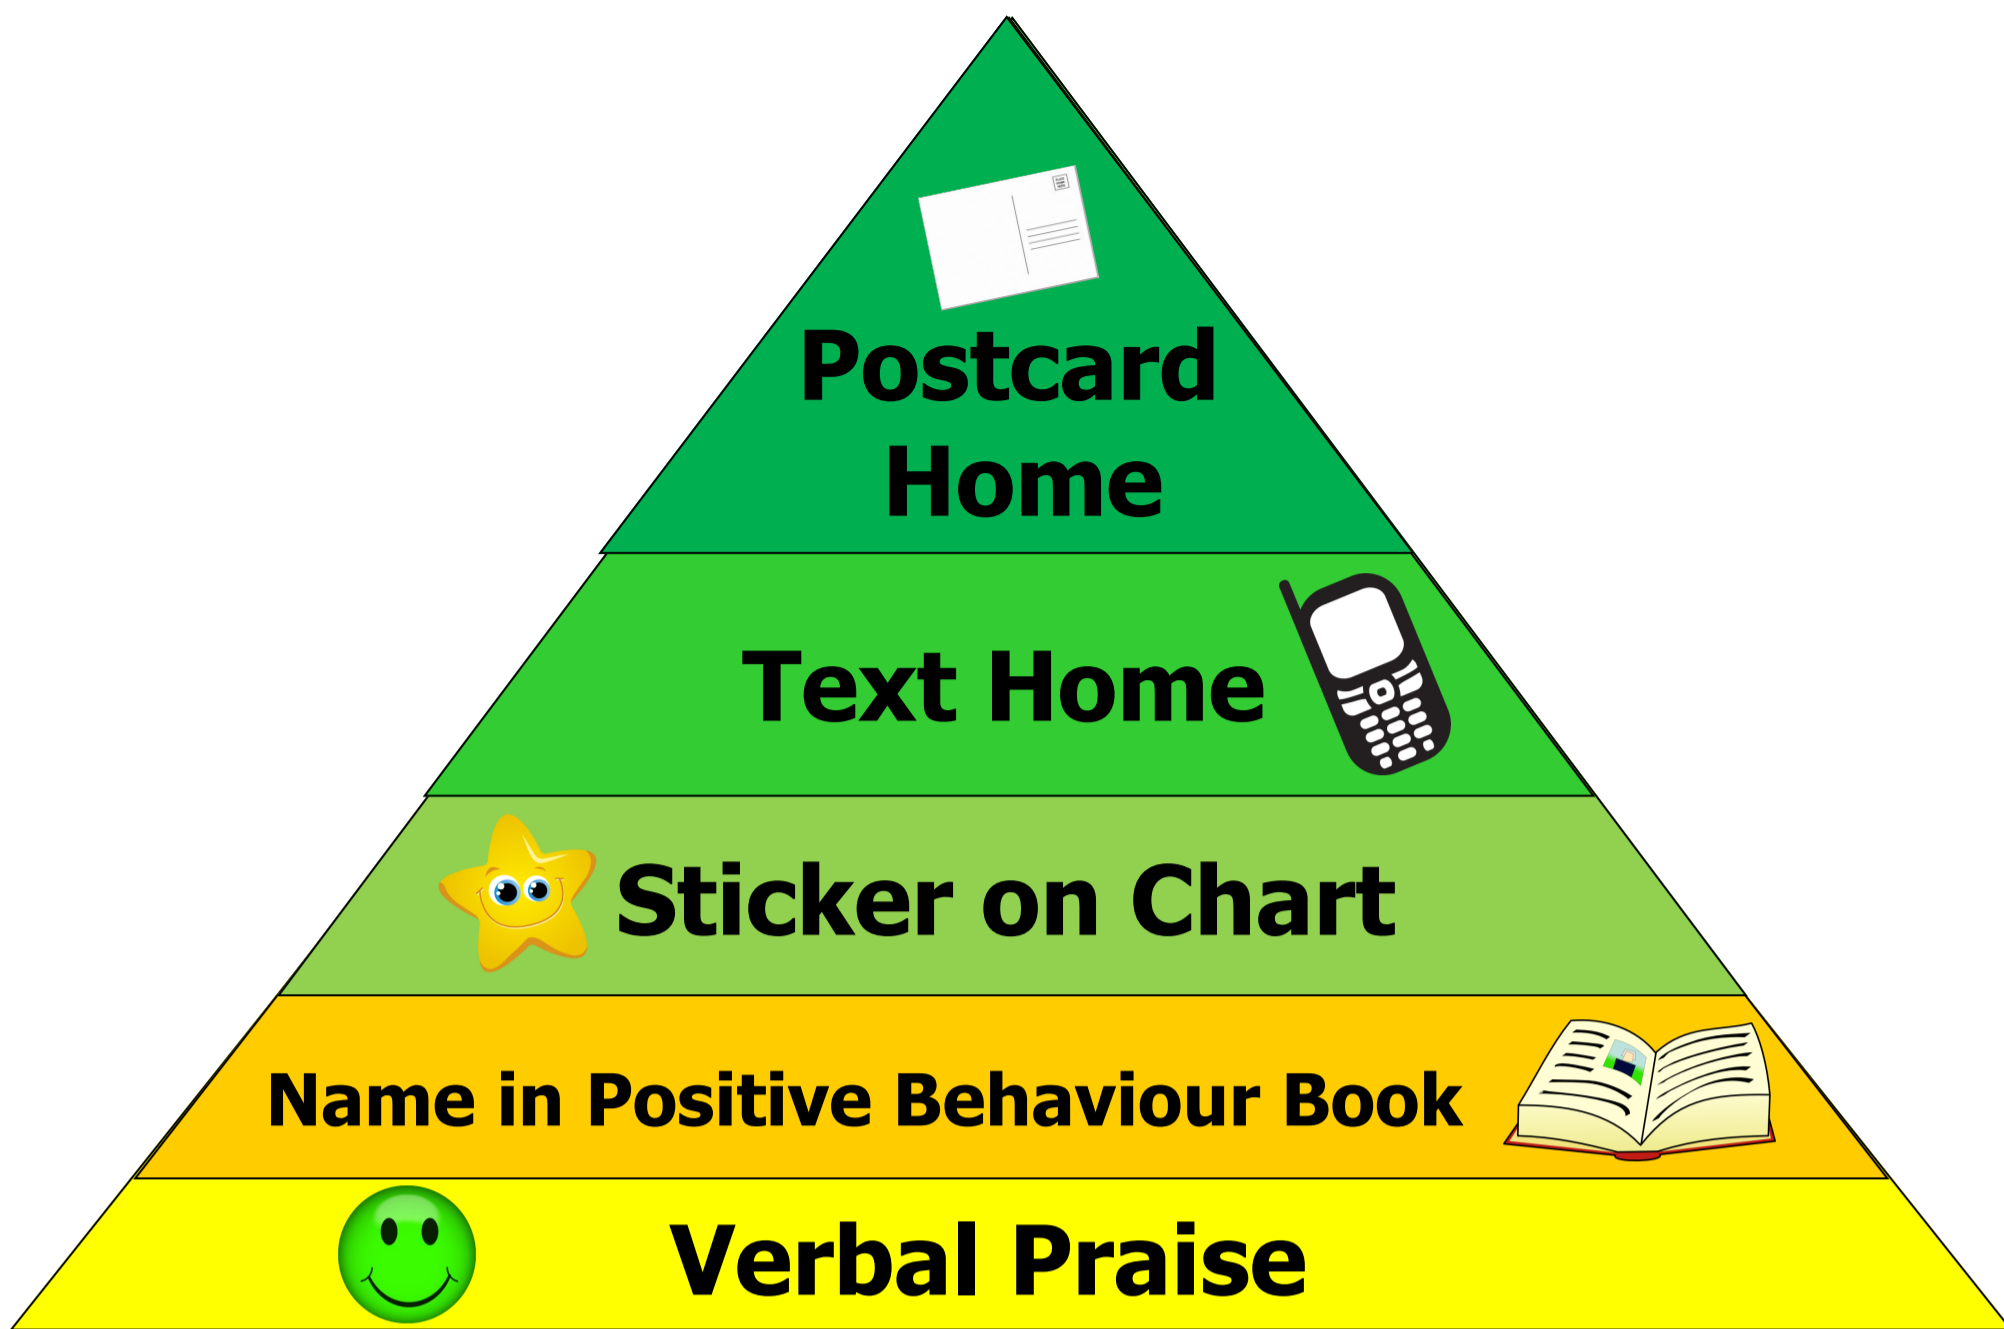 Postcard
Home
Text Home
Sticker on Chart
Name in Positive Behaviour Book
Verbal Praise